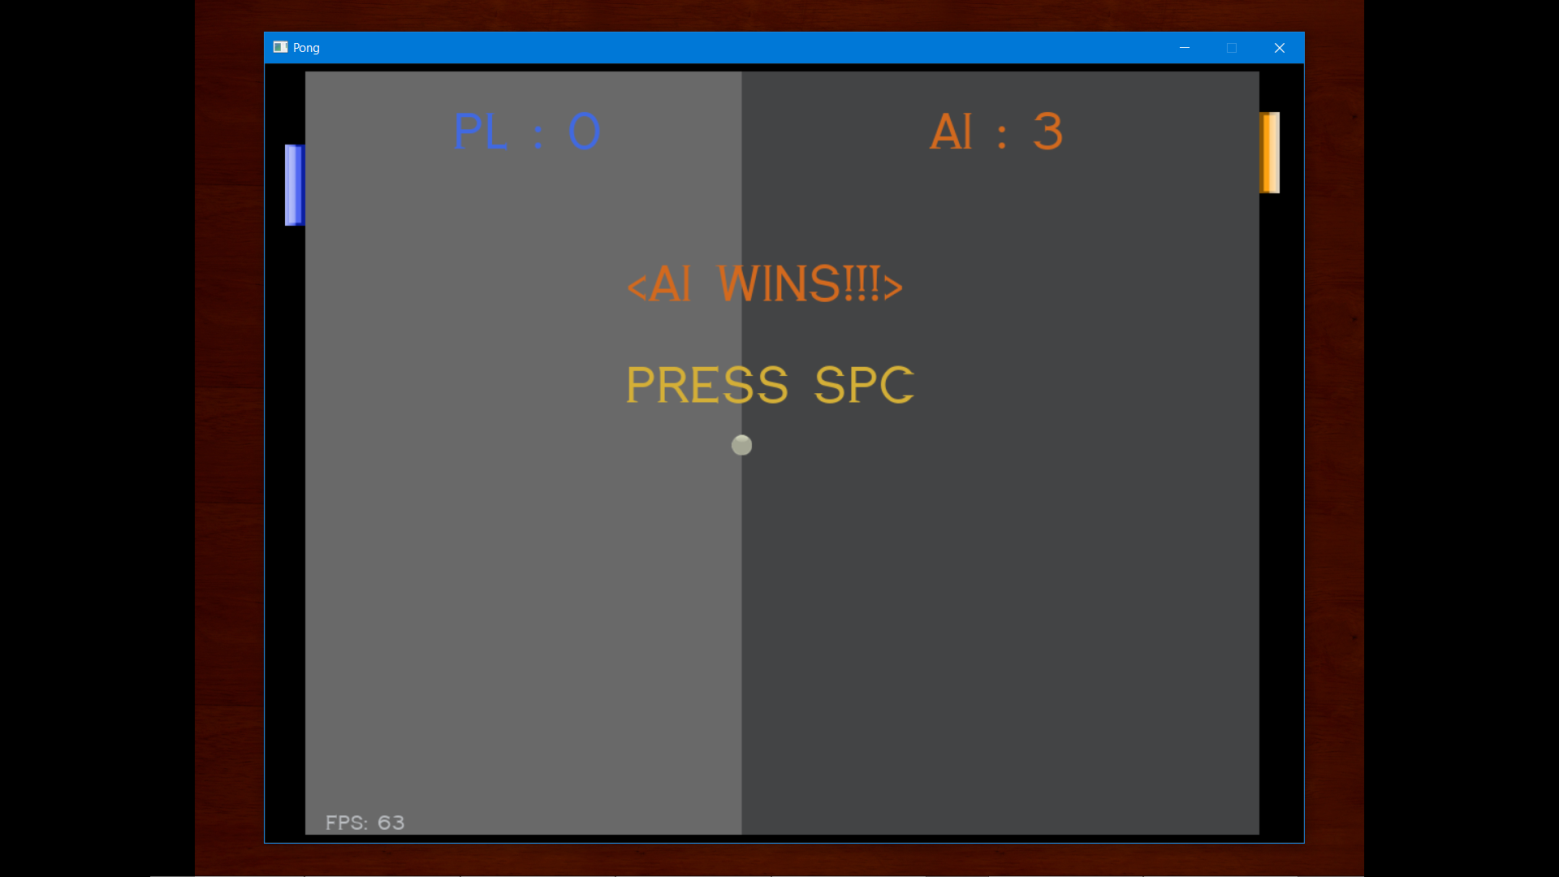 Pong
PL : 0
AI : 3
<AI WINS!!!>
PRESS SPC
FPS: 63